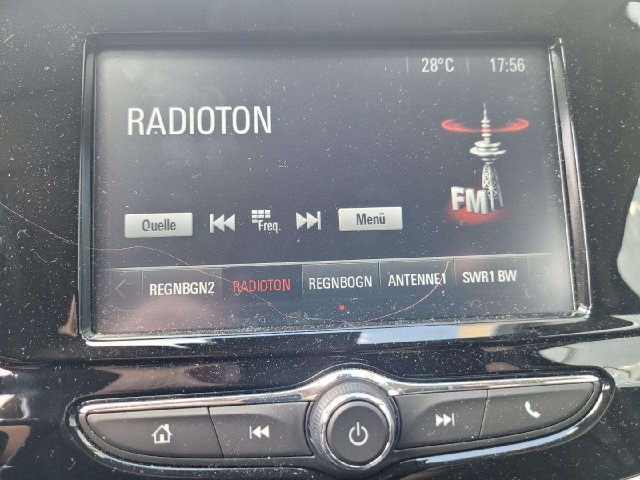 28°C 17:56
RADIOTON
FM
Quelle Freq. Menü
REGNBGN2 RADIOTON REGNBOGN ANTENNE1 SWR1 BW